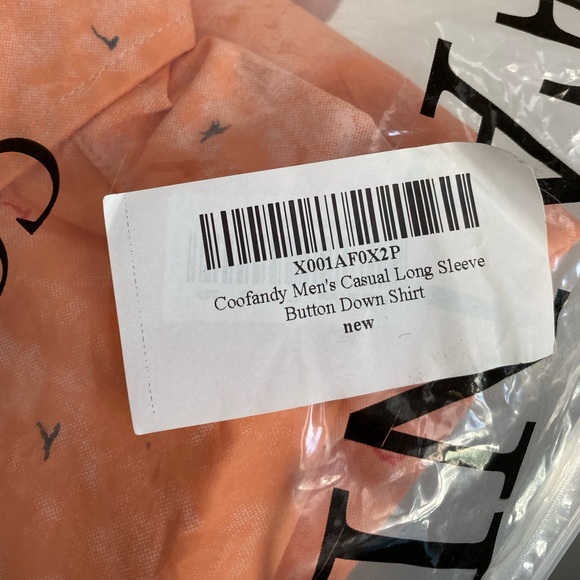 X001AF0X2P
Coofandy Men's Casual Long Sleeve
Button Down Shirt
new